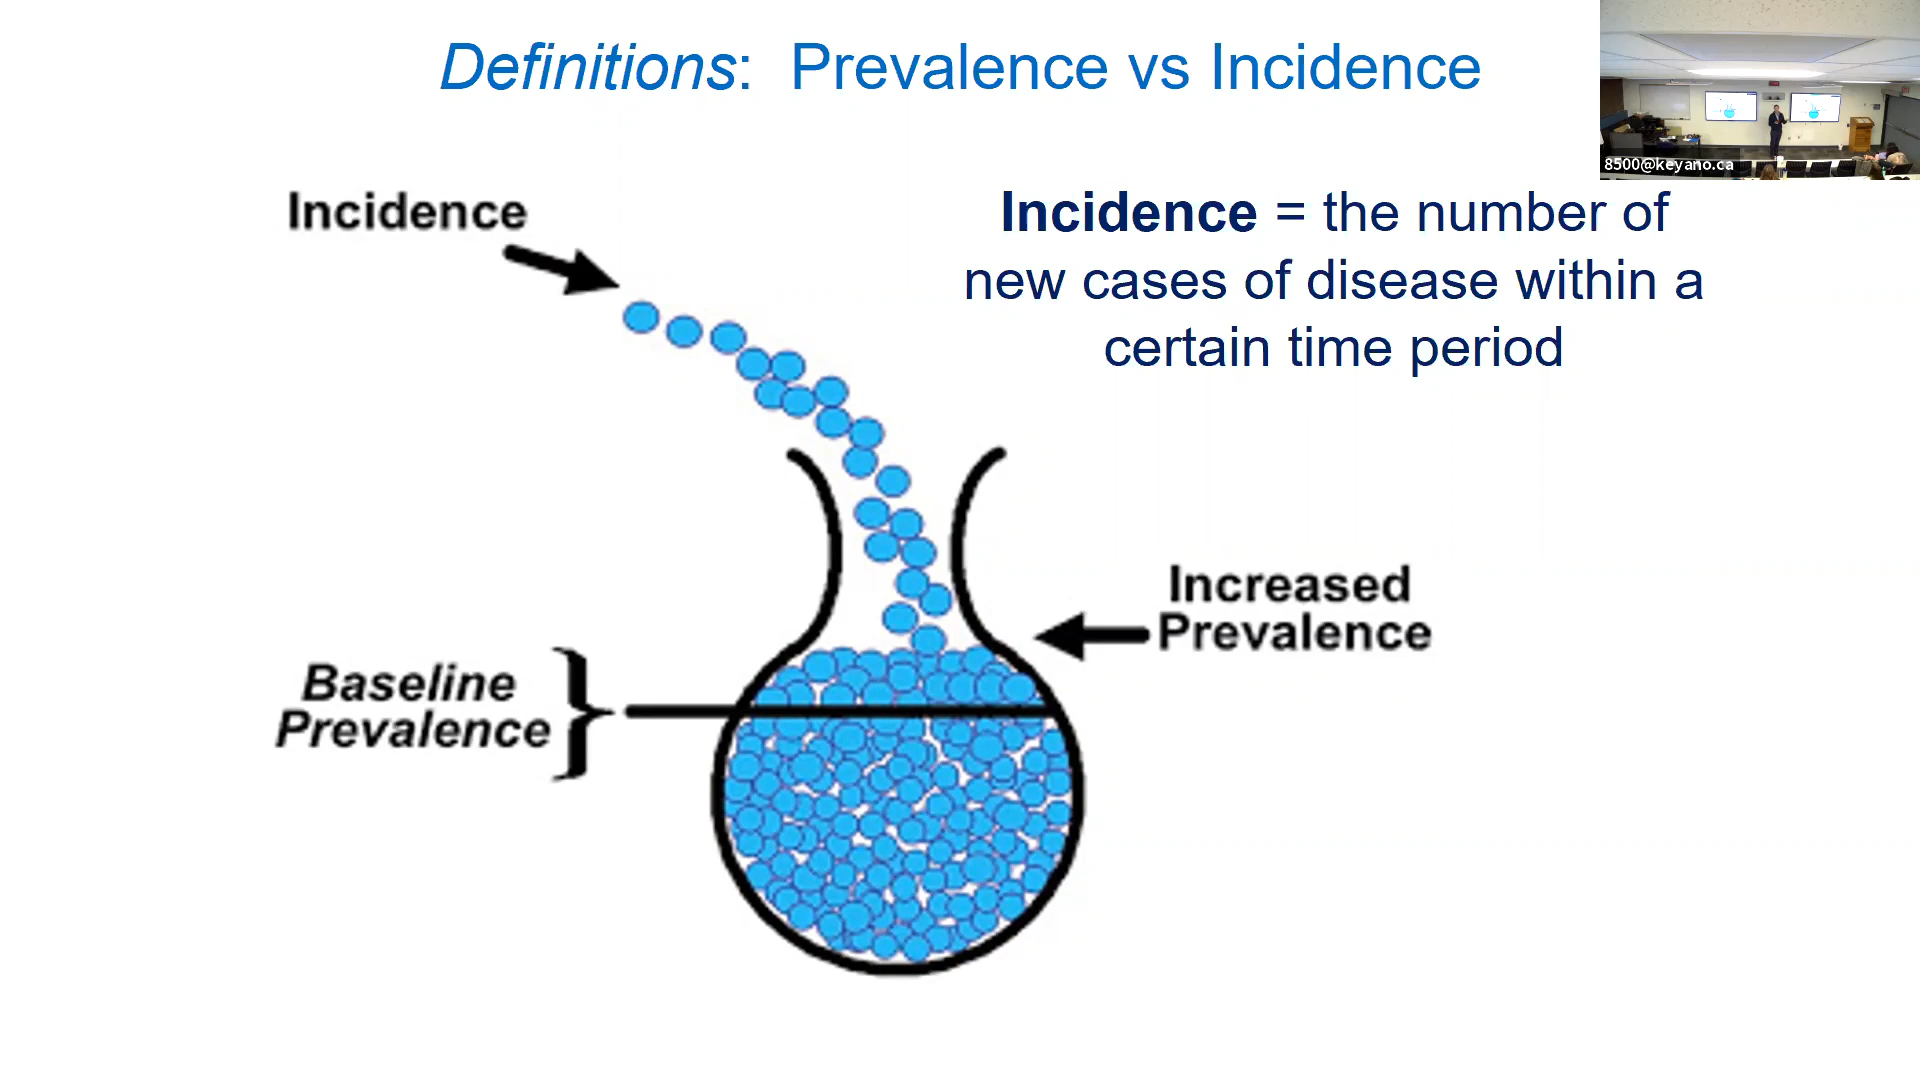 Definitions: Prevalence vs Incidence
8500@keyano.ca
Incidence
Incidence = the number of
new cases of disease within a
certain time period
Increased
Prevalence
Baseline
Prevalence